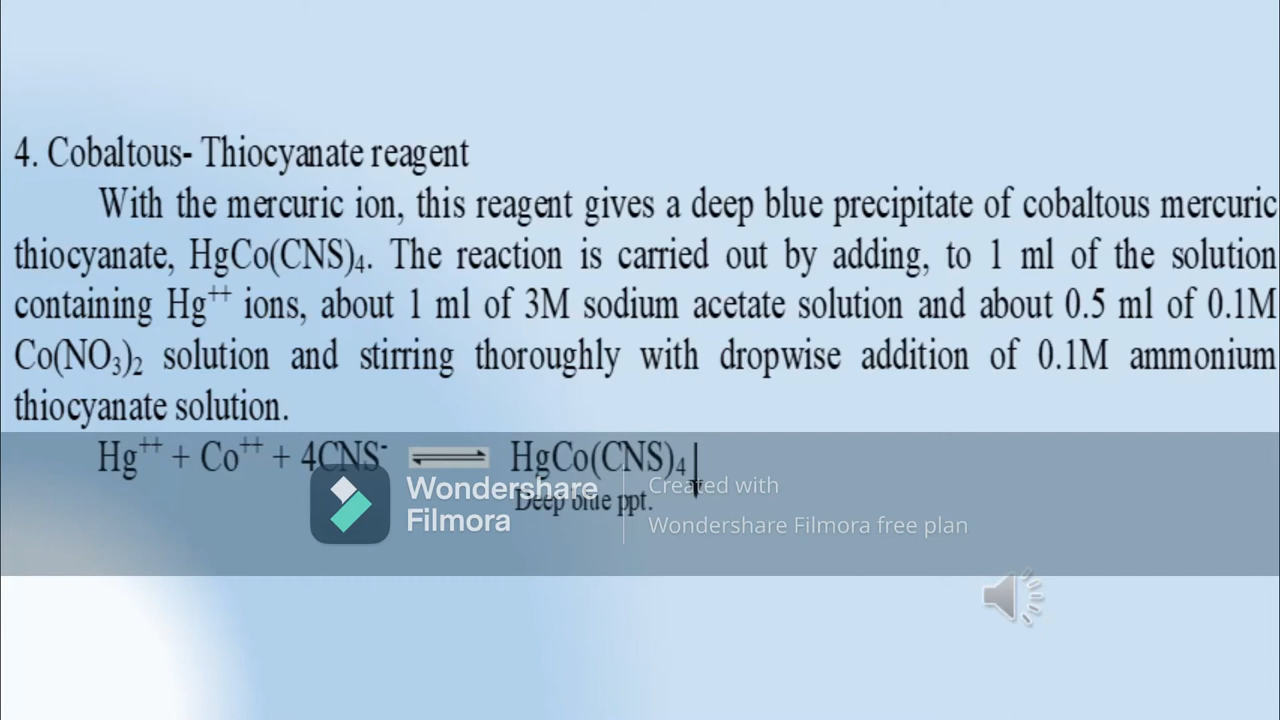 4. Cobaltous- Thiocyanate reagent
With the mercuric ion, this reagent gives a deep blue precipitate of cobaltous mercuric
thiocyanate, HgCo(CNS)₄. The reaction is carried out by adding, to 1 ml of the solution
containing Hg⁺⁺ ions, about 1 ml of 3M sodium acetate solution and about 0.5 ml of 0.1M
Co(NO₃)₂ solution and stirring thoroughly with dropwise addition of 0.1M ammonium
thiocyanate solution.
Hg⁺⁺ + Co⁺⁺ + 4CNS⁻ ⇌ HgCo(CNS)₄↓
Deep blue ppt.
Wondershare
Filmora
Created with
Wondershare Filmora free plan